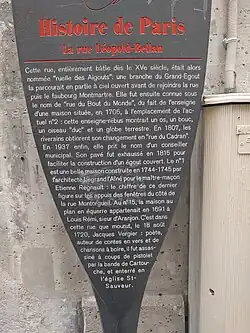 Histoire de Paris
La rue Léopold-Bellan
Cette rue, entièrement bâtie dès le XVe siècle, était alors
nommée "ruelle des Aigouts": une branche du Grand-Egout
la parcourait en partie à ciel ouvert avant de rejoindre la rue
puis le faubourg Montmartre. Elle fut ensuite connue sous
le nom de "rue du Bout du Monde", du fait de l'enseigne
d'une maison située, en 1705, à l'emplacement de l'ac-
tuel n°2 : cette enseigne-rébus montrait un os, un bouc,
un oiseau "duc" et un globe terrestre. En 1807, les
riverains obtinrent son changement en "rue du Cadran".
En 1937 enfin, elle prit le nom d'un conseiller
municipal. Son pavé fut exhaussé en 1815 pour
faciliter la construction d'un égout couvert. Le n°1
est une belle maison construite en 1744-1745 par
l'architecte Legrand l'Aîné pour le maître-maçon
Etienne Regnault : le chiffre de ce dernier
figure sur les appuis des fenêtres du côté de
la rue Montorgueil. Au n°15, la maison au
plan en équerre appartenait en 1691 à
Louis Rémi, sieur d'Aranjon. C'est dans
cette rue que mourut, le 18 août
1720, Jacques Vergier : poète,
auteur de contes en vers et de
chansons à boire, il fut assas-
siné à coups de pistolet
par la bande de Cartou-
che, et enterré en
l'église St-
Sauveur.